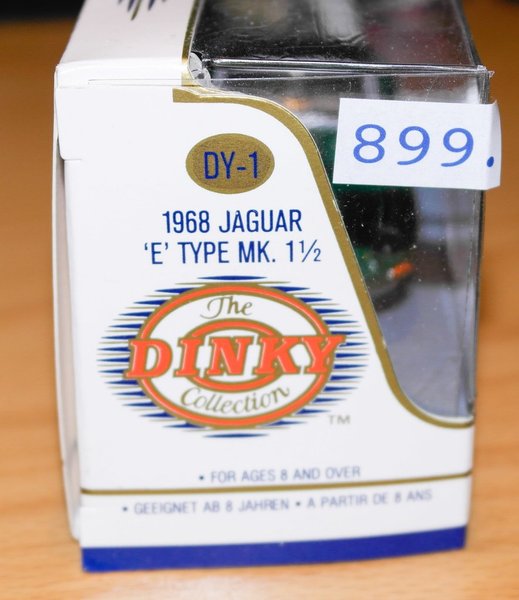 899.
DY-1
1968 JAGUAR
'E' TYPE MK. 1½
The
DINKY
Collection
TM
• FOR AGES 8 AND OVER
• GEEIGNET AB 8 JAHREN • A PARTIR DE 8 ANS